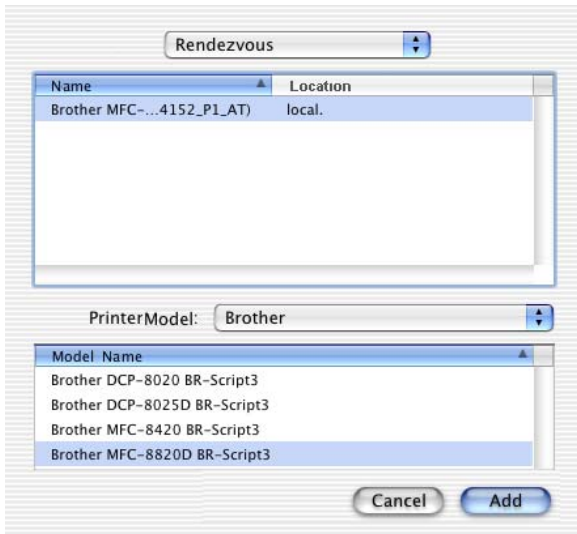 Rendezvous
Name Location
Brother MFC-...4152_P1_AT) local.
PrinterModel: Brother
Model Name
Brother DCP-8020 BR-Script3
Brother DCP-8025D BR-Script3
Brother MFC-8420 BR-Script3
Brother MFC-8820D BR-Script3
Cancel Add